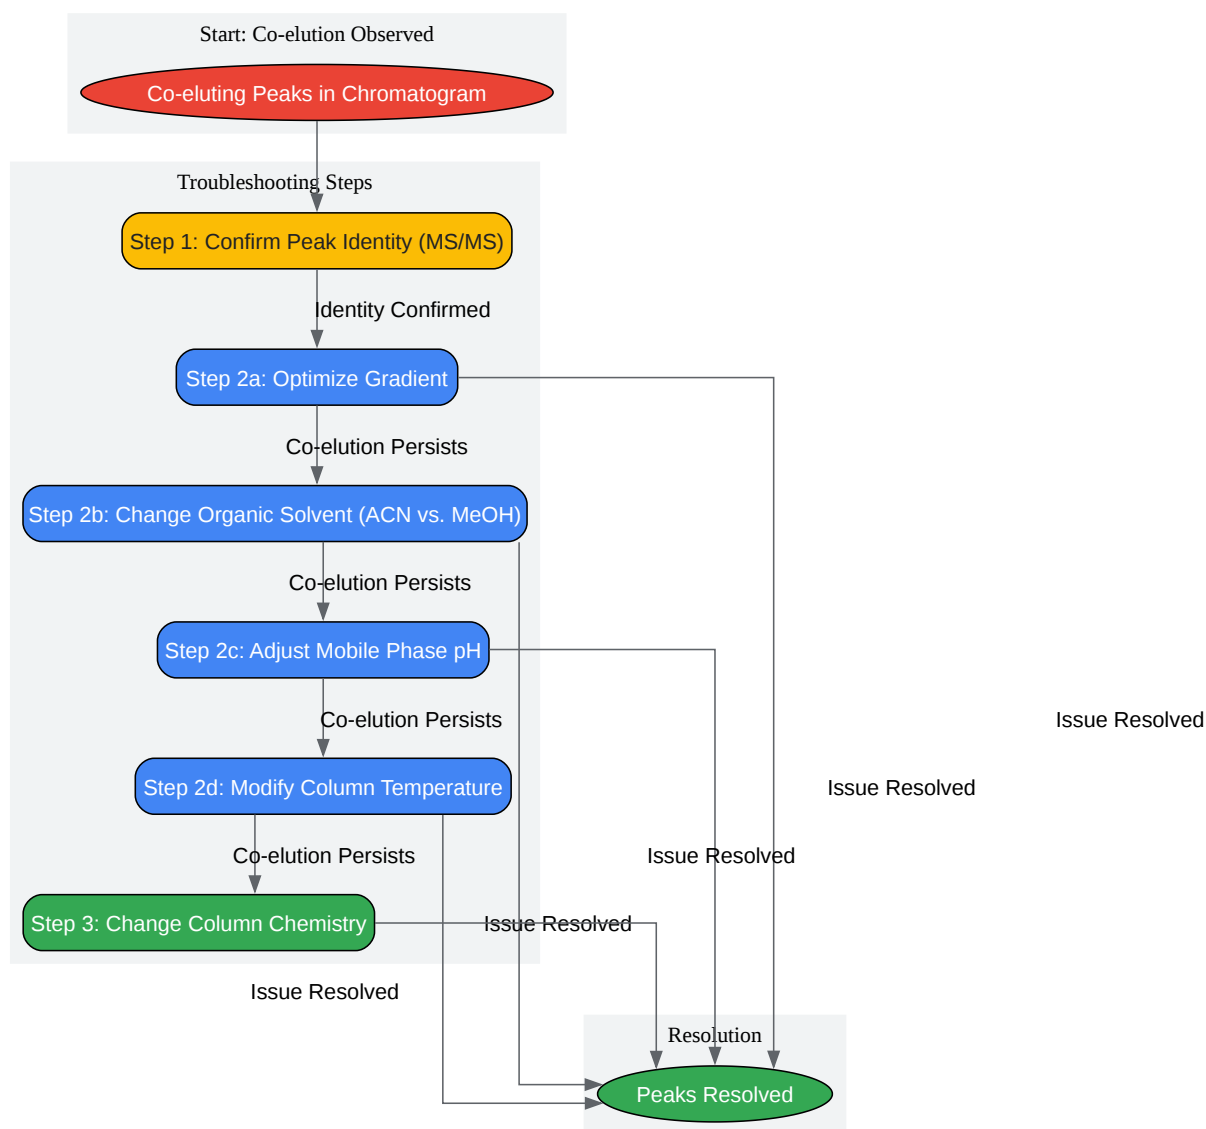 Start: Co-elution Observed
Co-eluting Peaks in Chromatogram
Troubleshooting Steps
Step 1: Confirm Peak Identity (MS/MS)
Identity Confirmed
Step 2a: Optimize Gradient
Co-elution Persists
Step 2b: Change Organic Solvent (ACN vs. MeOH)
Co-elution Persists
Step 2c: Adjust Mobile Phase pH
Co-elution Persists
Issue Resolved
Step 2d: Modify Column Temperature
Issue Resolved
Co-elution Persists
Issue Resolved
Step 3: Change Column Chemistry
Issue Resolved
Issue Resolved
Resolution
Peaks Resolved